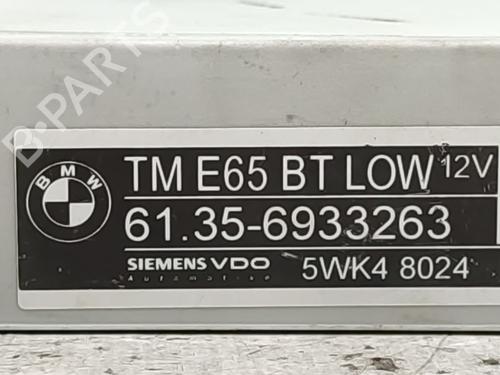 B-PARTS
BMW
TM E65 BT LOW 12V
61.35-6933263
SIEMENS VDO 5WK4 8024
Automotive